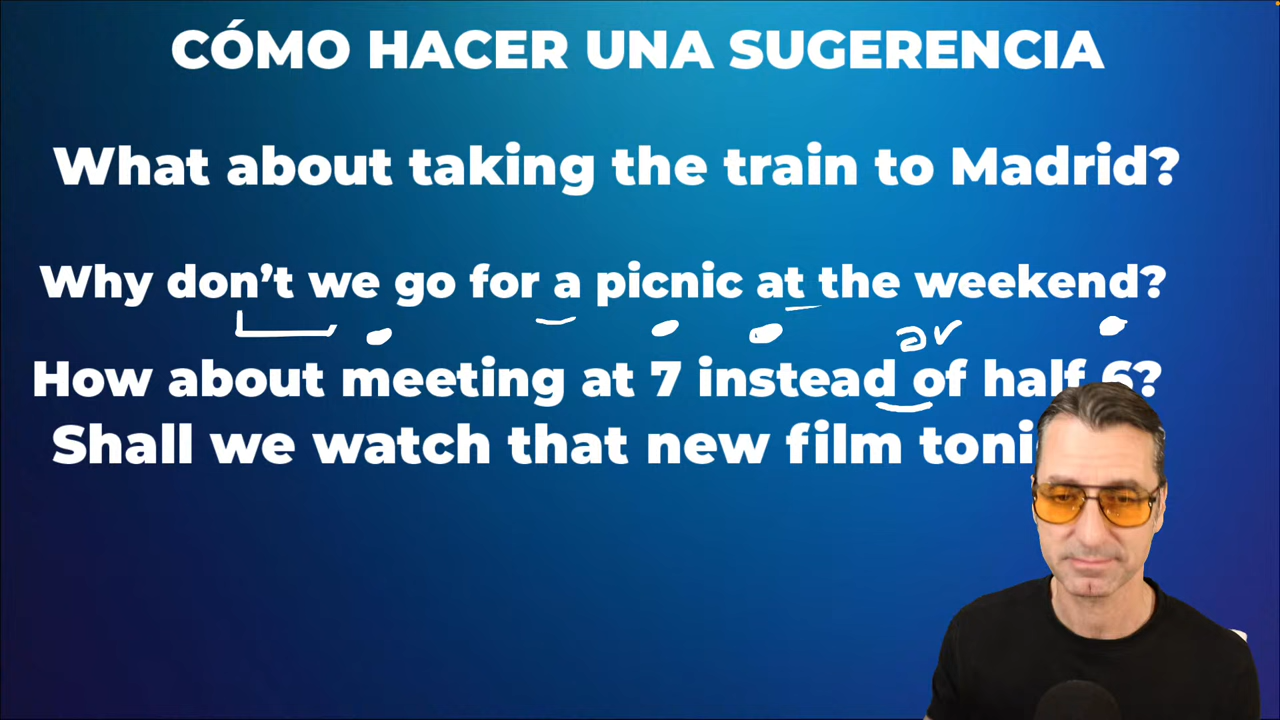 CÓMO HACER UNA SUGERENCIA
What about taking the train to Madrid?
Why don’t we go for a picnic at the weekend?
əv
How about meeting at 7 instead of half 6?
Shall we watch that new film